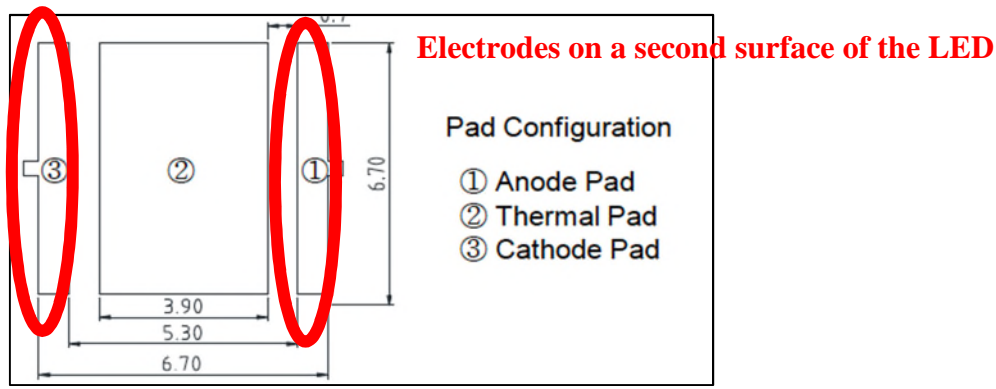 Electrodes on a second surface of the LED
Pad Configuration
① Anode Pad
② Thermal Pad
③ Cathode Pad
③
②
①
6.70
3.90
5.30
6.70